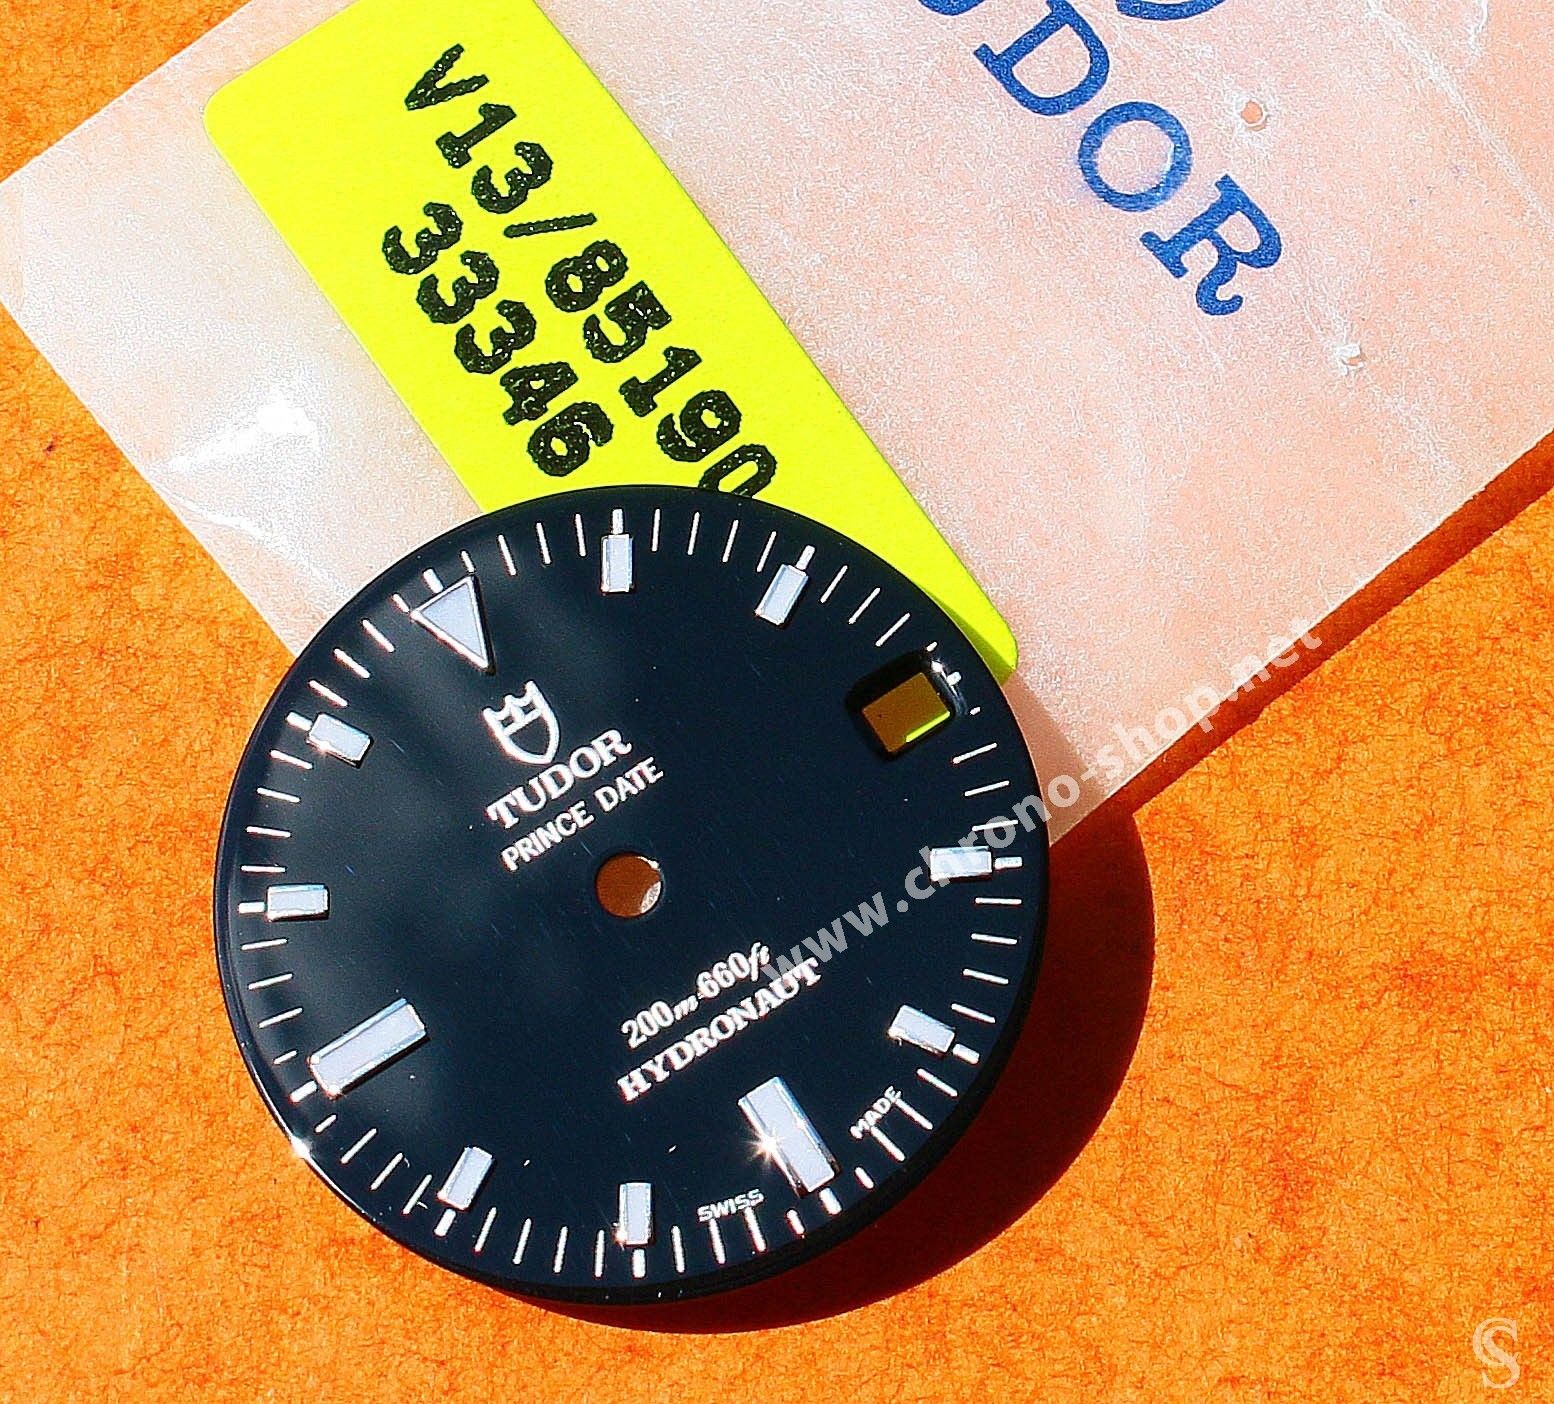 V13/85190
33346
TUDOR
TUDOR
PRINCE DATE
200m-660ft
HYDRONAUT
SWISS MADE
www.chrono-shop.net